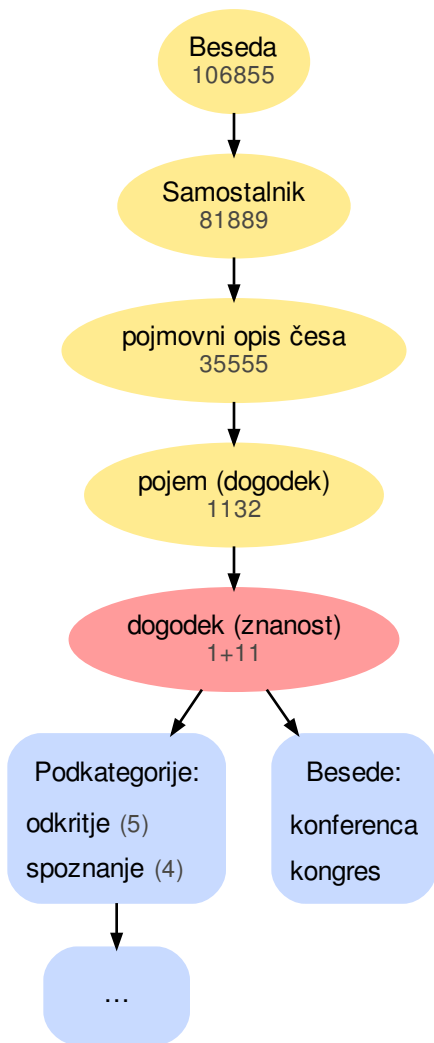 Beseda
106855
Samostalnik
81889
pojmovni opis česa
35555
pojem (dogodek)
1132
dogodek (znanost)
1+11
Podkategorije:
odkritje (5)
spoznanje (4)
Besede:
konferenca
kongres
...